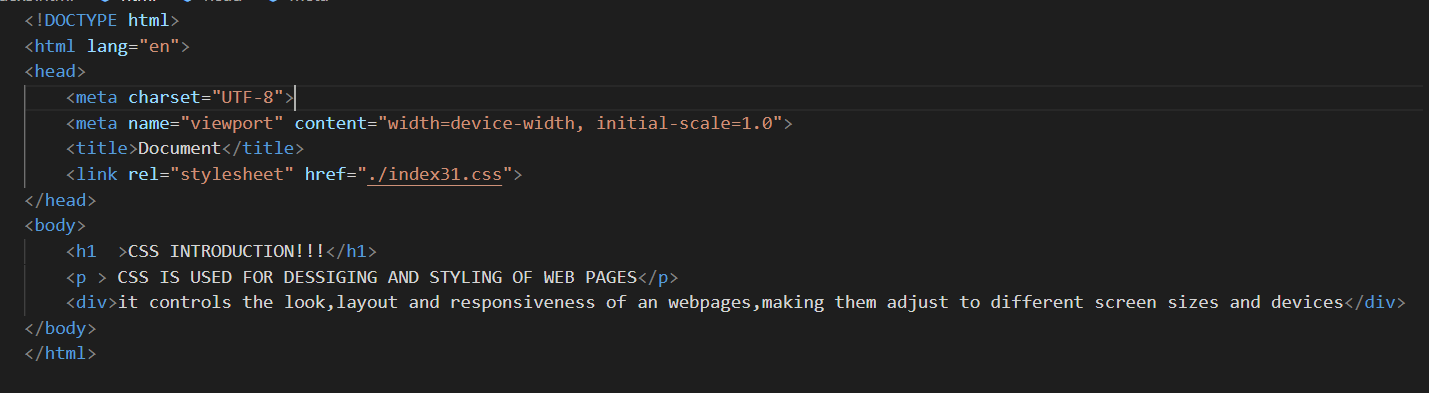 <!DOCTYPE html>
<html lang="en">
<head>
    <meta charset="UTF-8">
    <meta name="viewport" content="width=device-width, initial-scale=1.0">
    <title>Document</title>
    <link rel="stylesheet" href="./index31.css">
</head>
<body>
    <h1  >CSS INTRODUCTION!!!</h1>
    <p > CSS IS USED FOR DESSIGING AND STYLING OF WEB PAGES</p>
    <div>it controls the look,layout and responsiveness of an webpages,making them adjust to different screen sizes and devices</div>
</body>
</html>